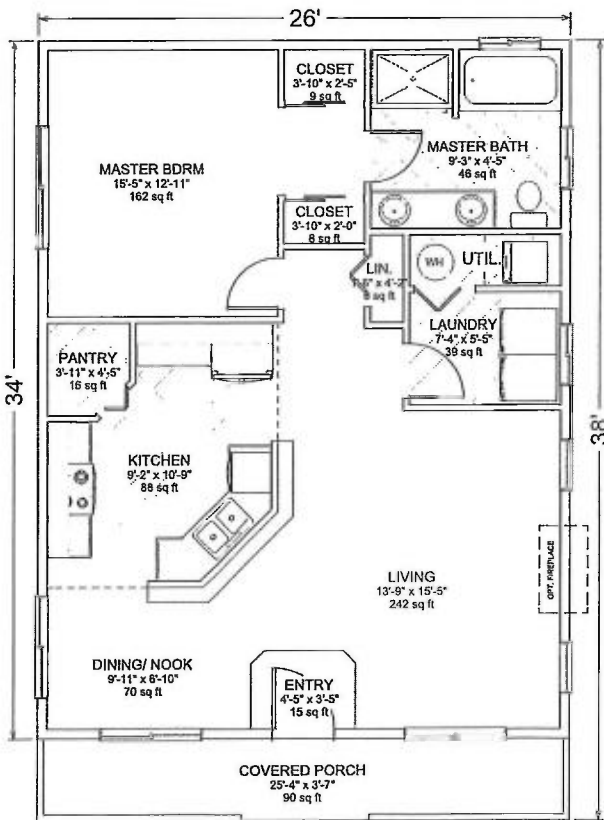 26'
CLOSET
3'-10" x 2'-5"
9 sq ft
MASTER BDRM
15'-5" x 12'-11"
162 sq ft
MASTER BATH
9'-3" x 4'-5"
46 sq ft
CLOSET
3'-10" x 2'-0"
8 sq ft
LIN.
WH
UTIL.
LAUNDRY
7'-4" x 5'-5"
39 sq ft
PANTRY
3'-11" x 4'-5"
16 sq ft
34'
38'
KITCHEN
9'-2" x 10'-9"
88 sq ft
OPT. FIREPLACE
LIVING
13'-9" x 15'-5"
242 sq ft
DINING/ NOOK
9'-11" x 6'-10"
70 sq ft
ENTRY
4'-5" x 3'-5"
15 sq ft
COVERED PORCH
25'-4" x 3'-7"
90 sq ft